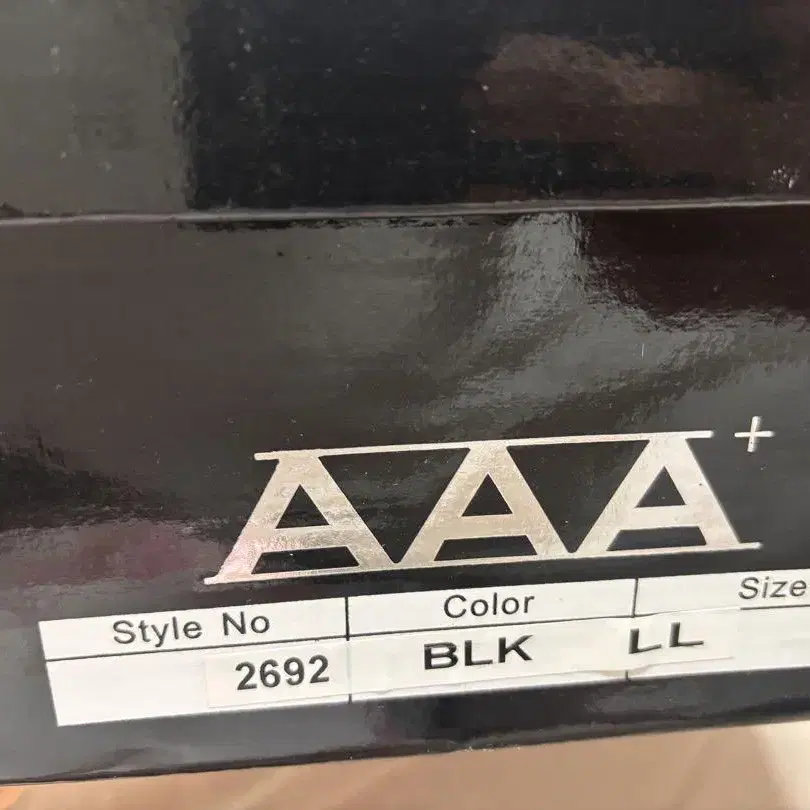 AAA+
Style No Color Size
2692 BLK LL